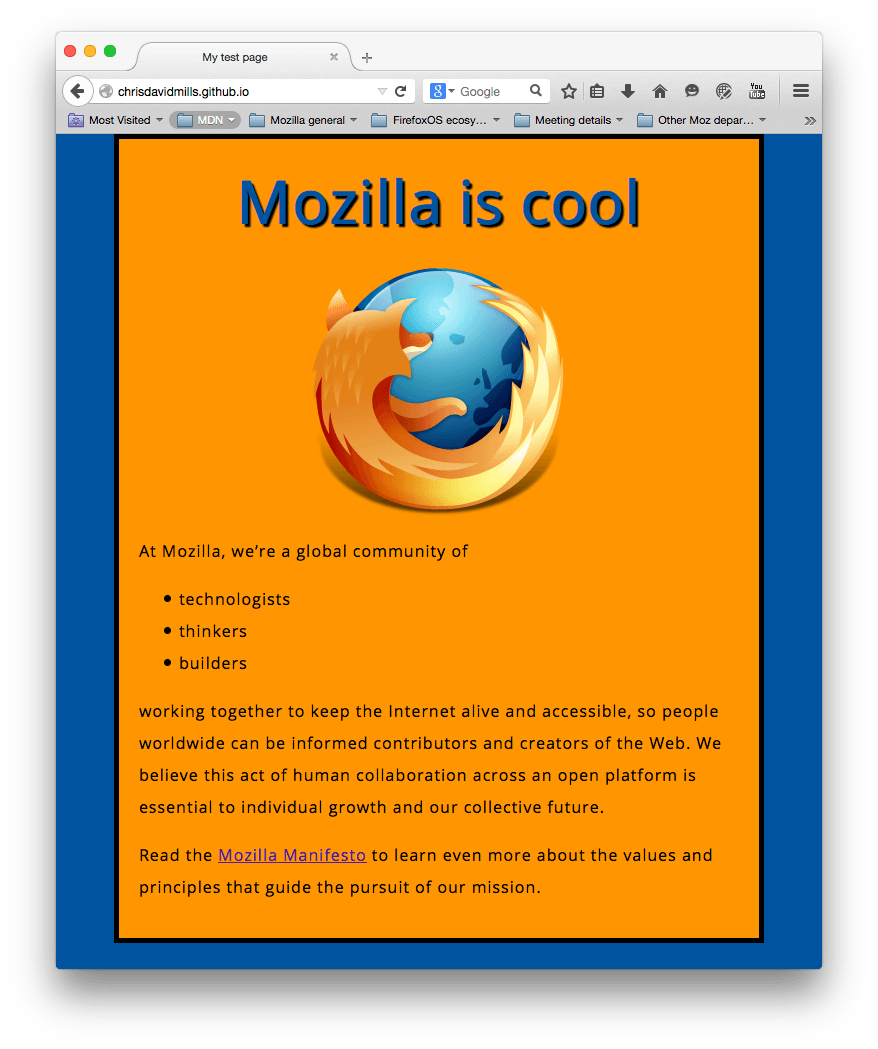 My test page
chrisdavidmills.github.io
8 Google
You Tube
Most Visited MDN Mozilla general FirefoxOS ecosy... Meeting details Other Moz depar... »
Mozilla is cool
At Mozilla, we’re a global community of
• technologists
• thinkers
• builders
working together to keep the Internet alive and accessible, so people
worldwide can be informed contributors and creators of the Web. We
believe this act of human collaboration across an open platform is
essential to individual growth and our collective future.
Read the Mozilla Manifesto to learn even more about the values and
principles that guide the pursuit of our mission.